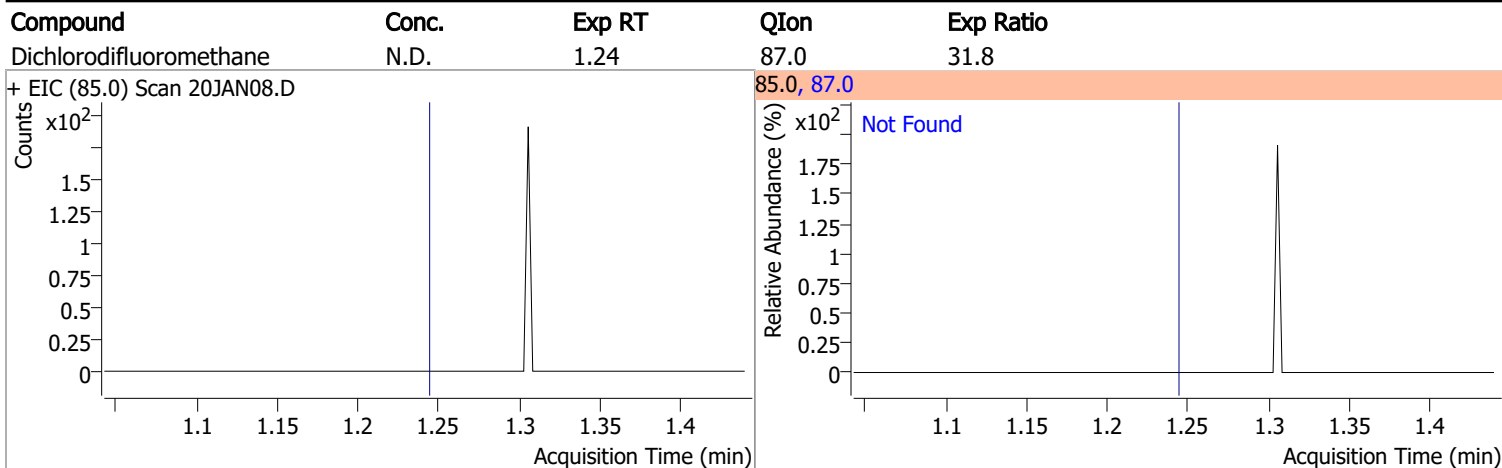 Compound Conc. Exp RT QIon Exp Ratio
Dichlorodifluoromethane N.D. 1.24 87.0 31.8
+ EIC (85.0) Scan 20JAN08.D
Counts
x10²
1.5
1.25
1
0.75
0.5
0.25
0
1.1 1.15 1.2 1.25 1.3 1.35 1.4
Acquisition Time (min)
85.0, 87.0
Relative Abundance (%)
x10²
Not Found
1.75
1.5
1.25
1
0.75
0.5
0.25
0
1.1 1.15 1.2 1.25 1.3 1.35 1.4
Acquisition Time (min)